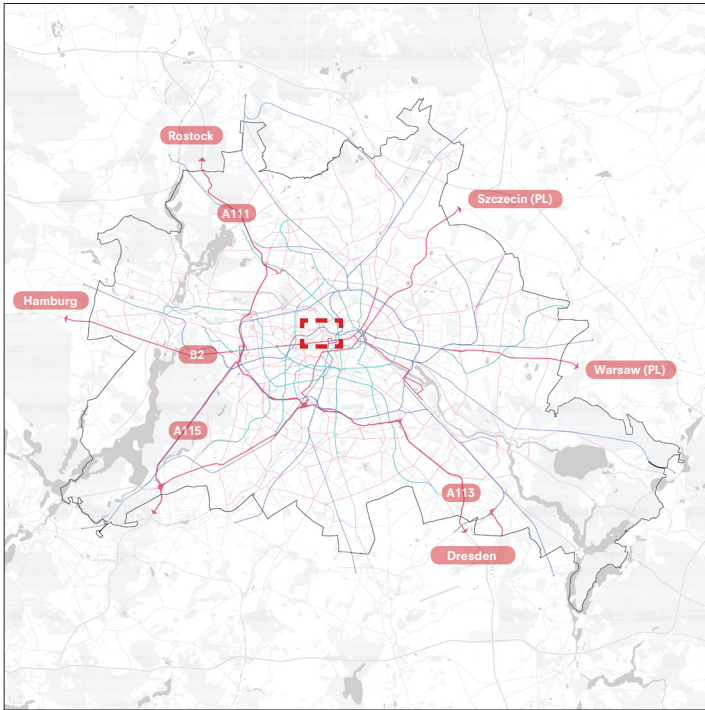 Rostock
Szczecin (PL)
A111
Hamburg
B2
Warsaw (PL)
A115
A113
Dresden